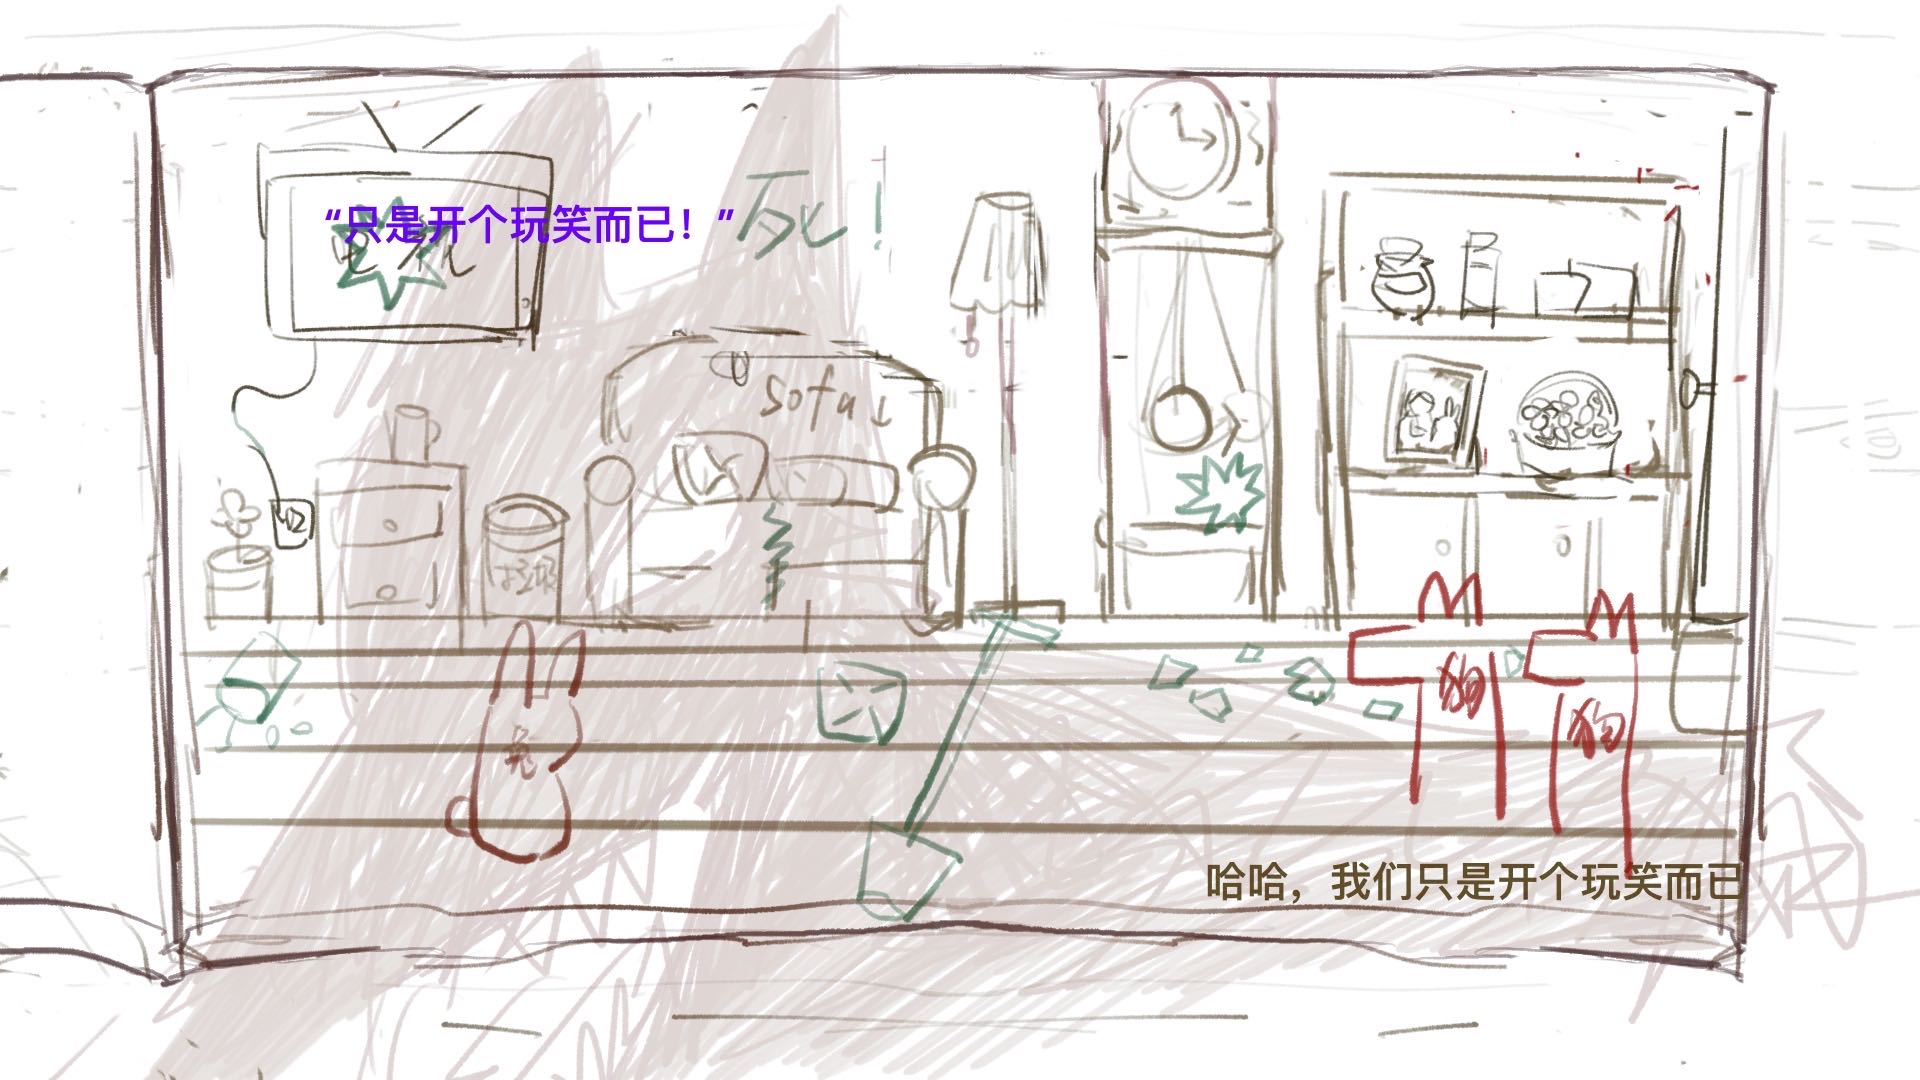 “只是开个玩笑而已！”
死！
电视
sofa
垃圾
兔
狗
狗
哈哈，我们只是开个玩笑而已